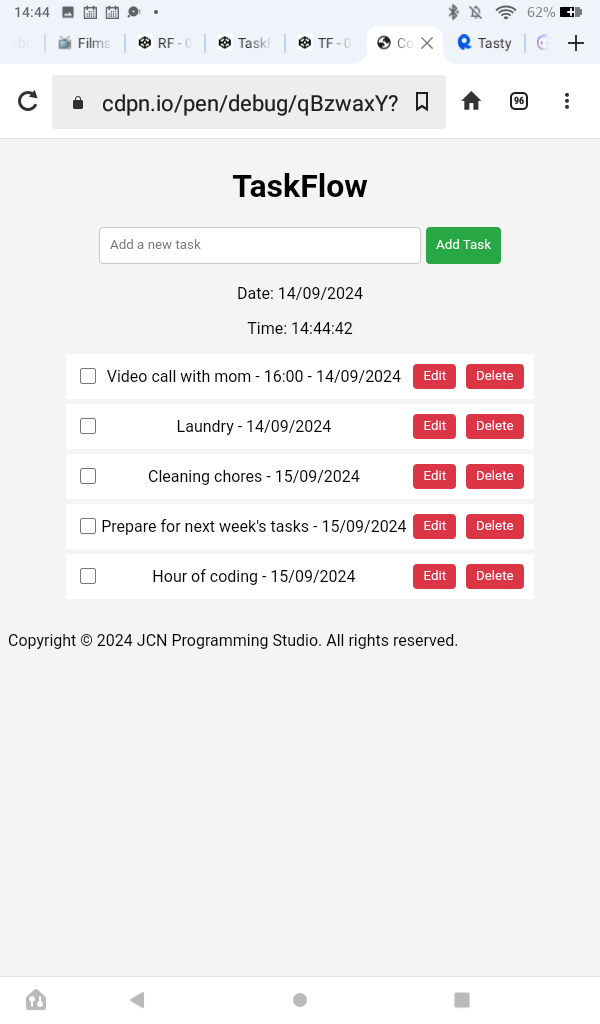 14:44 62%
Films RF - 0 TaskF TF - 0 Co Tasty
cdpn.io/pen/debug/qBzwaxY? 96
TaskFlow
Add a new task Add Task
Date: 14/09/2024
Time: 14:44:42
Video call with mom - 16:00 - 14/09/2024 Edit Delete
Laundry - 14/09/2024 Edit Delete
Cleaning chores - 15/09/2024 Edit Delete
Prepare for next week's tasks - 15/09/2024 Edit Delete
Hour of coding - 15/09/2024 Edit Delete
Copyright © 2024 JCN Programming Studio. All rights reserved.